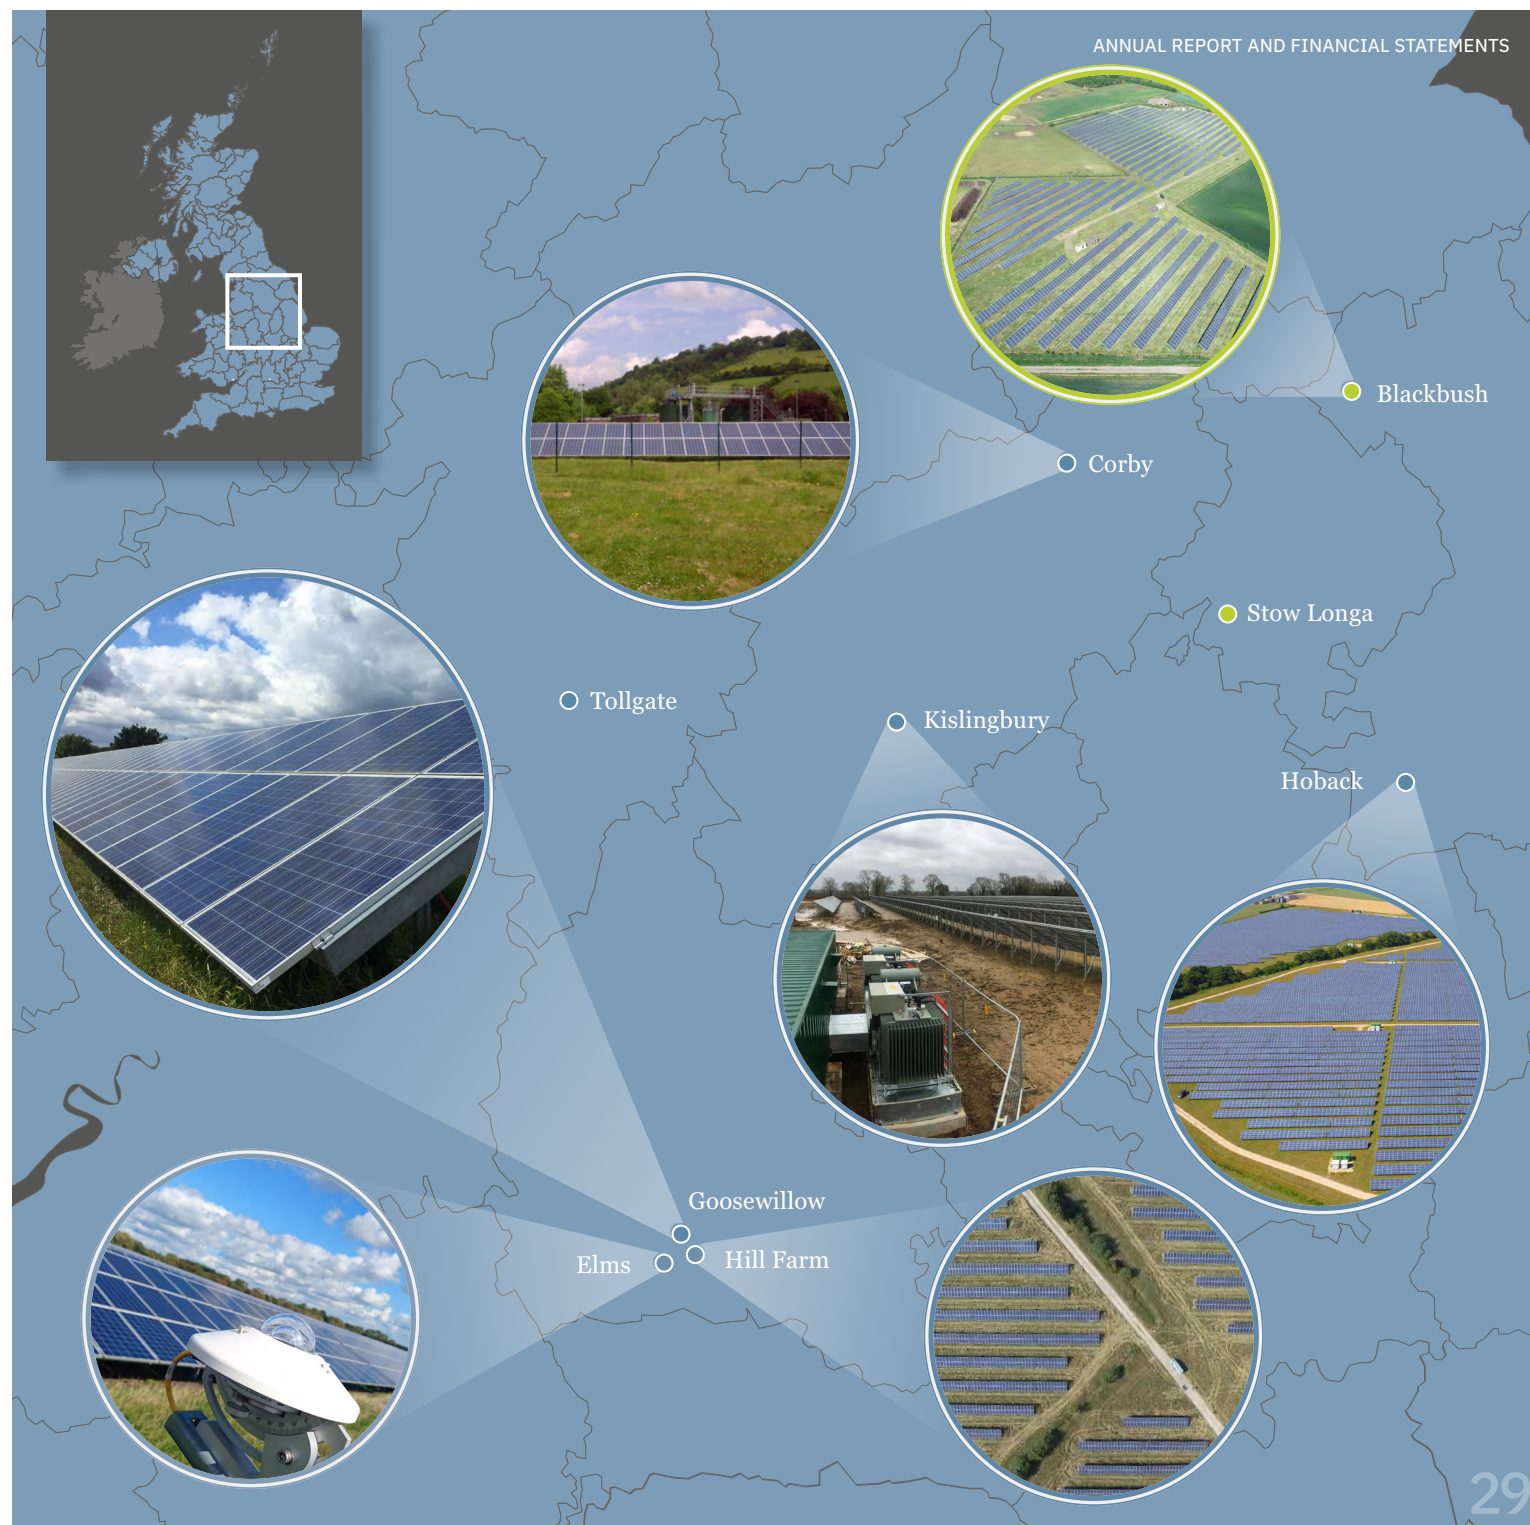 ANNUAL REPORT AND FINANCIAL STATEMENTS
Blackbush
Corby
Stow Longa
Tollgate
Kislingbury
Hoback
Goosewillow
Elms
Hill Farm
29